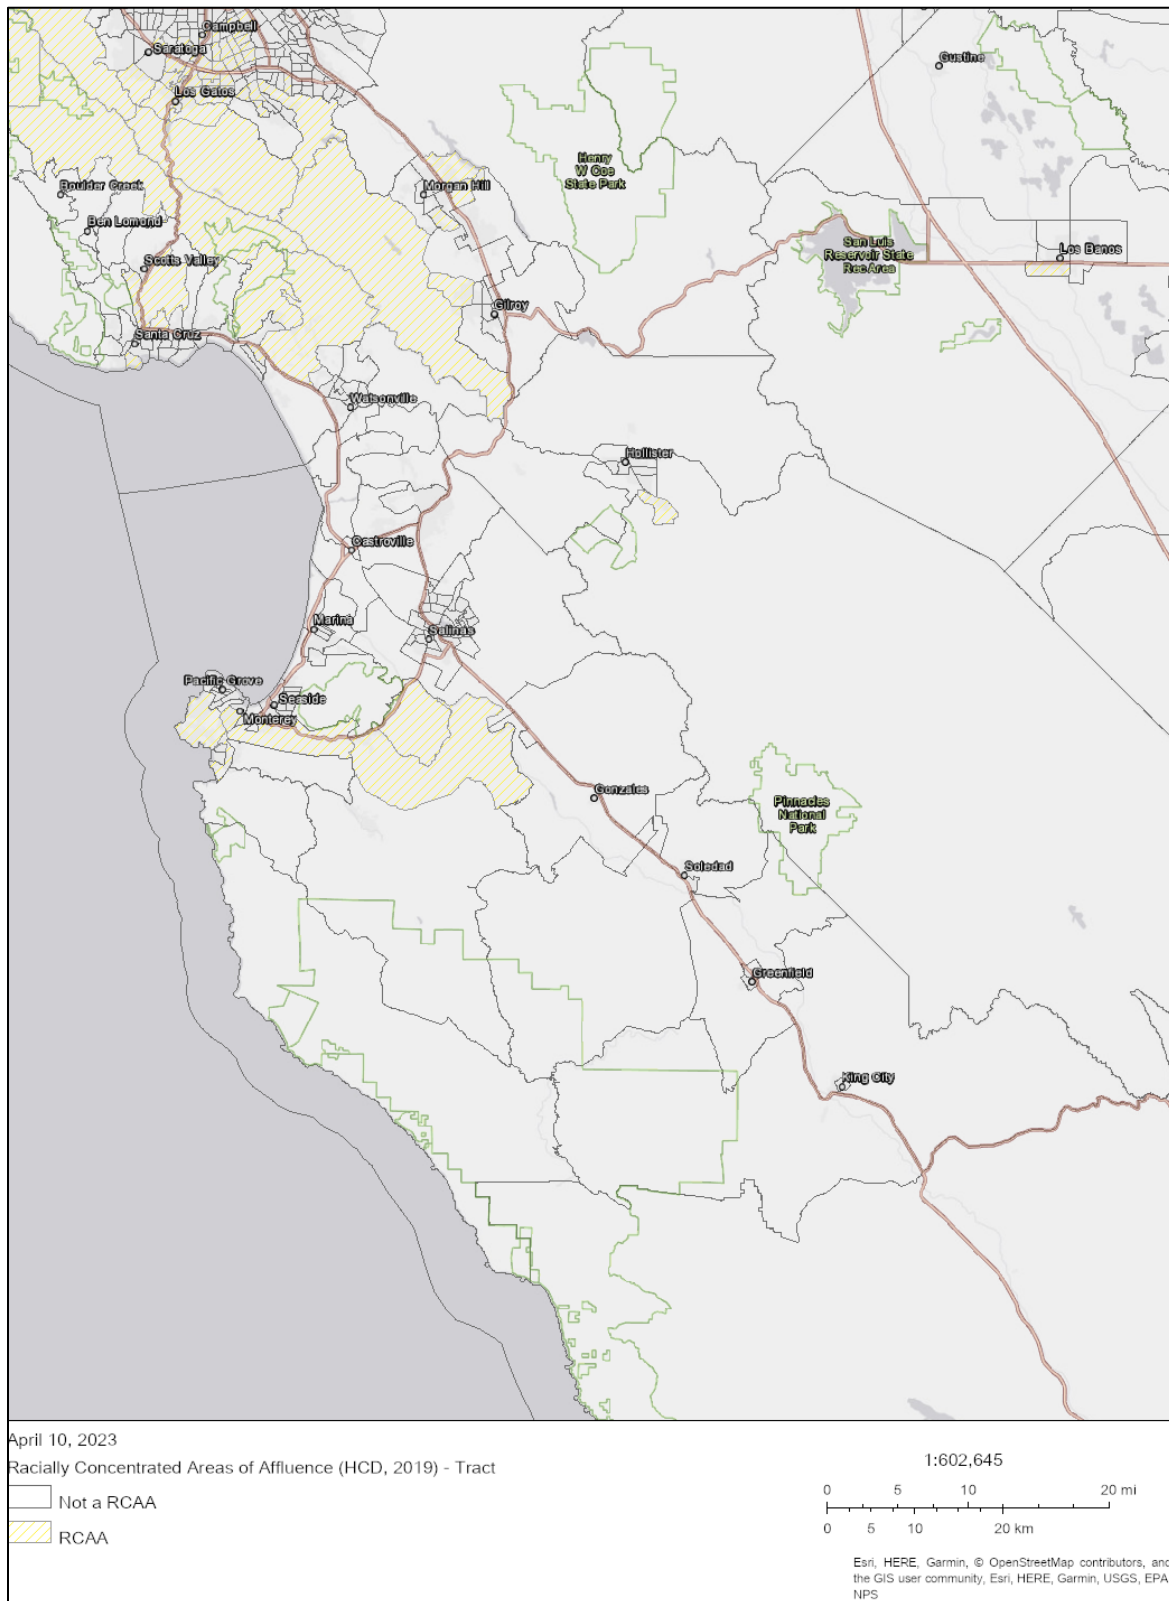 Campbell
Saratoga
Gustine
Los Gatos
Henry
W Coe
State Park
Boulder Creek
Morgan Hill
Ben Lomond
San Luis
Reservoir State
Rec Area
Los Banos
Scotts Valley
Gilroy
Santa Cruz
Watsonville
Hollister
Castroville
Marina
Salinas
Pacific Grove
Seaside
Monterey
Gonzales
Pinnacles
National
Park
Soledad
Greenfield
King City
April 10, 2023
Racially Concentrated Areas of Affluence (HCD, 2019) - Tract
Not a RCAA
RCAA
1:602,645
0 5 10 20 mi
0 5 10 20 km
Esri, HERE, Garmin, © OpenStreetMap contributors, and
the GIS user community, Esri, HERE, Garmin, USGS, EPA,
NPS